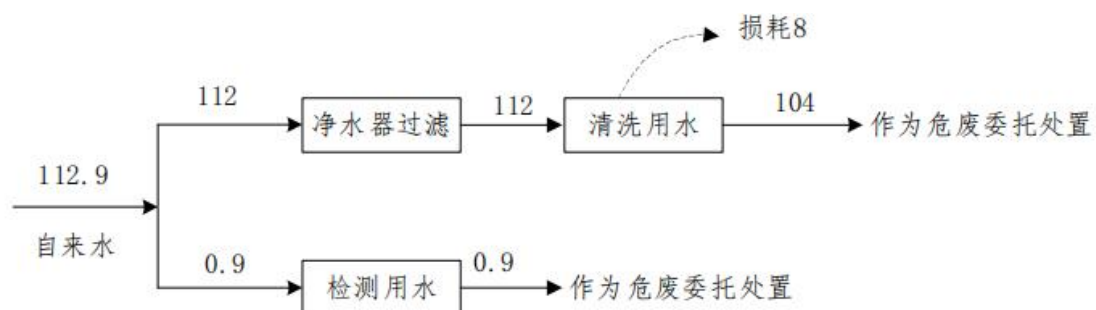 损耗8
112
净水器过滤
112
清洗用水
104
作为危废委托处置
112.9
自来水
0.9
检测用水
0.9
作为危废委托处置